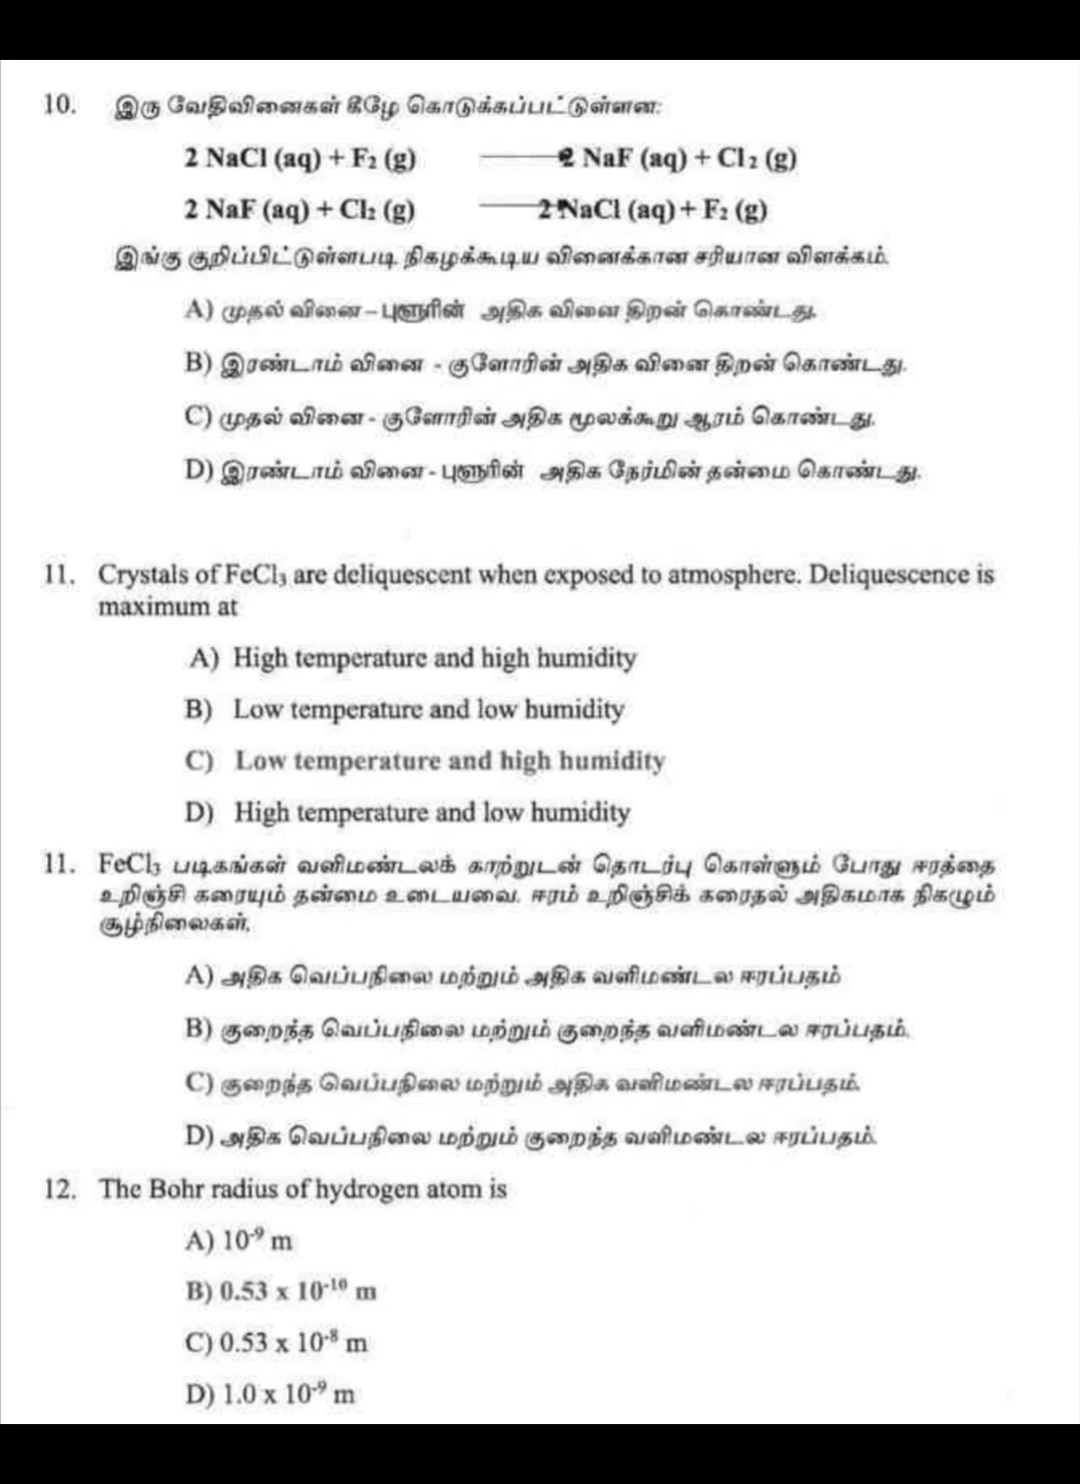 10. இரு வேதிவினைகள் கீழே கொடுக்கப்பட்டுள்ளன:
2 NaCl (aq) + F₂ (g) → 2 NaF (aq) + Cl₂ (g)
2 NaF (aq) + Cl₂ (g) → 2 NaCl (aq) + F₂ (g)
இங்கு குறிப்பிட்டுள்ளபடி நிகழக்கூடிய வினைக்கான சரியான விளக்கம்.
A) முதல் வினை – புளூரின் அதிக வினை திறன் கொண்டது.
B) இரண்டாம் வினை - குளோரின் அதிக வினை திறன் கொண்டது.
C) முதல் வினை - குளோரின் அதிக மூலக்கூறு ஆரம் கொண்டது.
D) இரண்டாம் வினை - புளூரின் அதிக நேர்மின் தன்மை கொண்டது.
11. Crystals of FeCl₃ are deliquescent when exposed to atmosphere. Deliquescence is
maximum at
A) High temperature and high humidity
B) Low temperature and low humidity
C) Low temperature and high humidity
D) High temperature and low humidity
11. FeCl₃ படிகங்கள் வளிமண்டலக் காற்றுடன் தொடர்பு கொள்ளும் போது ஈரத்தை
உறிஞ்சி கரையும் தன்மை உடையவை. ஈரம் உறிஞ்சிக் கரைதல் அதிகமாக நிகழும்
சூழ்நிலைகள்,
A) அதிக வெப்பநிலை மற்றும் அதிக வளிமண்டல ஈரப்பதம்
B) குறைந்த வெப்பநிலை மற்றும் குறைந்த வளிமண்டல ஈரப்பதம்.
C) குறைந்த வெப்பநிலை மற்றும் அதிக வளிமண்டல ஈரப்பதம்.
D) அதிக வெப்பநிலை மற்றும் குறைந்த வளிமண்டல ஈரப்பதம்.
12. The Bohr radius of hydrogen atom is
A) 10⁻⁹ m
B) 0.53 x 10⁻¹⁰ m
C) 0.53 x 10⁻⁸ m
D) 1.0 x 10⁻⁹ m